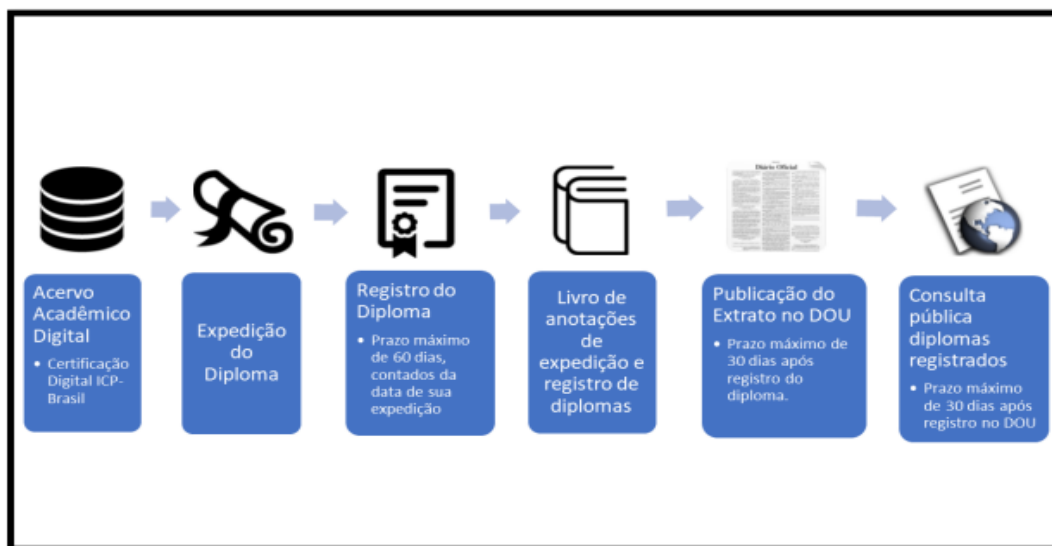 Diário Oficial
Acervo
Acadêmico
Digital
• Certificação
Digital ICP-
Brasil
Expedição
do
Diploma
Registro do
Diploma
• Prazo máximo
de 60 dias,
contados da
data de sua
expedição
Livro de
anotações
de
expedição e
registro de
diplomas
Publicação do
Extrato no DOU
• Prazo máximo de
30 dias após
registro do
diploma.
Consulta
pública
diplomas
registrados
• Prazo máximo
de 30 dias após
registro no DOU